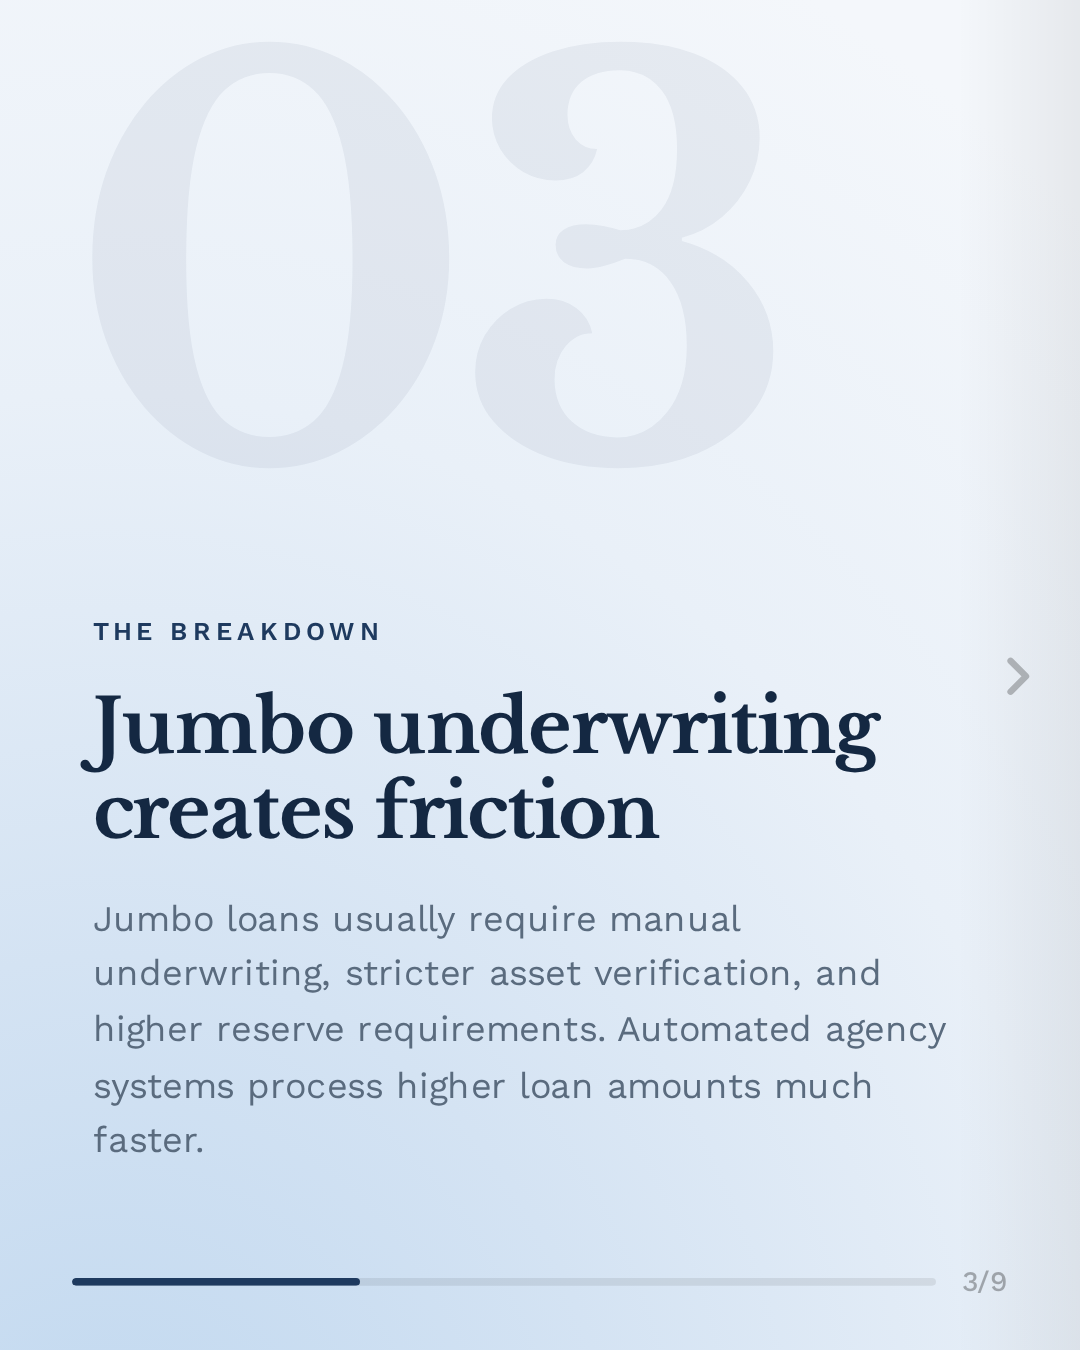 03
THE BREAKDOWN
Jumbo underwriting
creates friction
Jumbo loans usually require manual
underwriting, stricter asset verification, and
higher reserve requirements. Automated agency
systems process higher loan amounts much
faster.
3/9